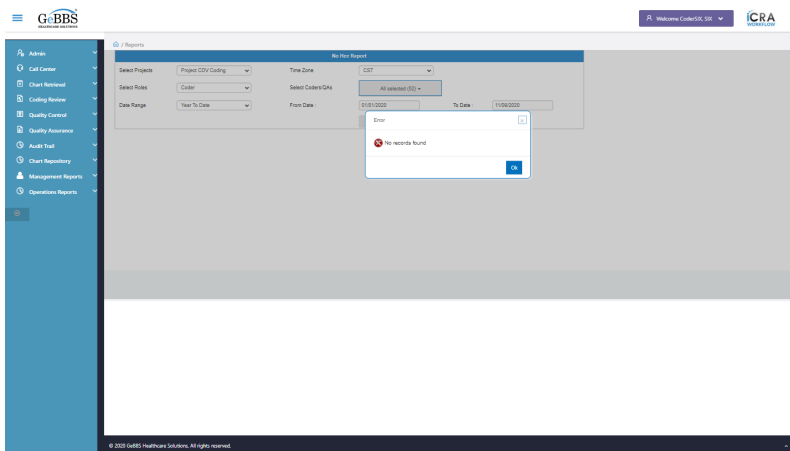 GeBBS
HEALTHCARE SOLUTIONS
Welcome CoderSIX, SIX
iCRA
WORKFLOW
/ Reports
Admin
Call Center
Chart Retrieval
Coding Review
Quality Control
Quality Assurance
Audit Trail
Chart Repository
Management Reports
Operations Reports
No Hcc Report
Select Projects Project CDV Coding Time Zone CST
Select Roles Coder Select Coders/QAs All selected (52)
Date Range Year To Date From Date : 01/01/2020 To Date : 11/09/2020
Error x
No records found
Ok
© 2020 GeBBS Healthcare Solutions, All rights reserved.